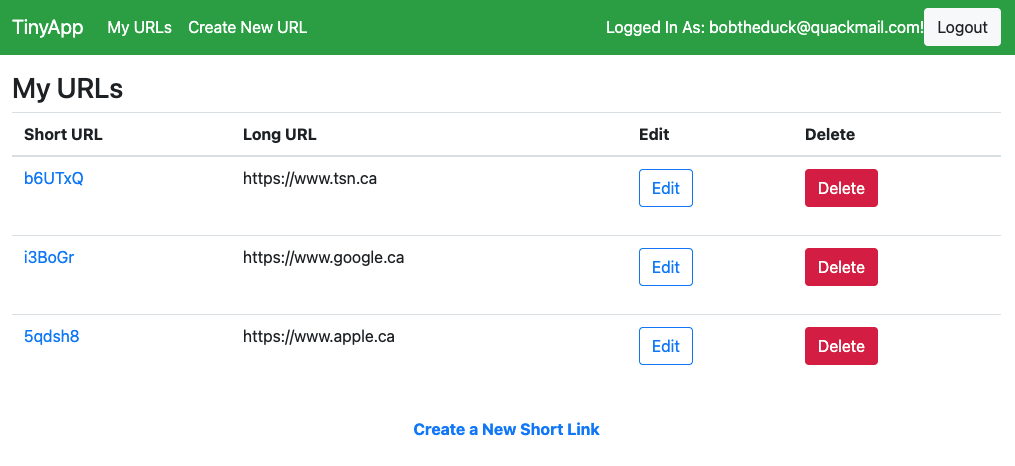 TinyApp My URLs Create New URL Logged In As: bobtheduck@quackmail.com! Logout
My URLs
Short URL Long URL Edit Delete
b6UTxQ https://www.tsn.ca Edit Delete
i3BoGr https://www.google.ca Edit Delete
5qdsh8 https://www.apple.ca Edit Delete
Create a New Short Link